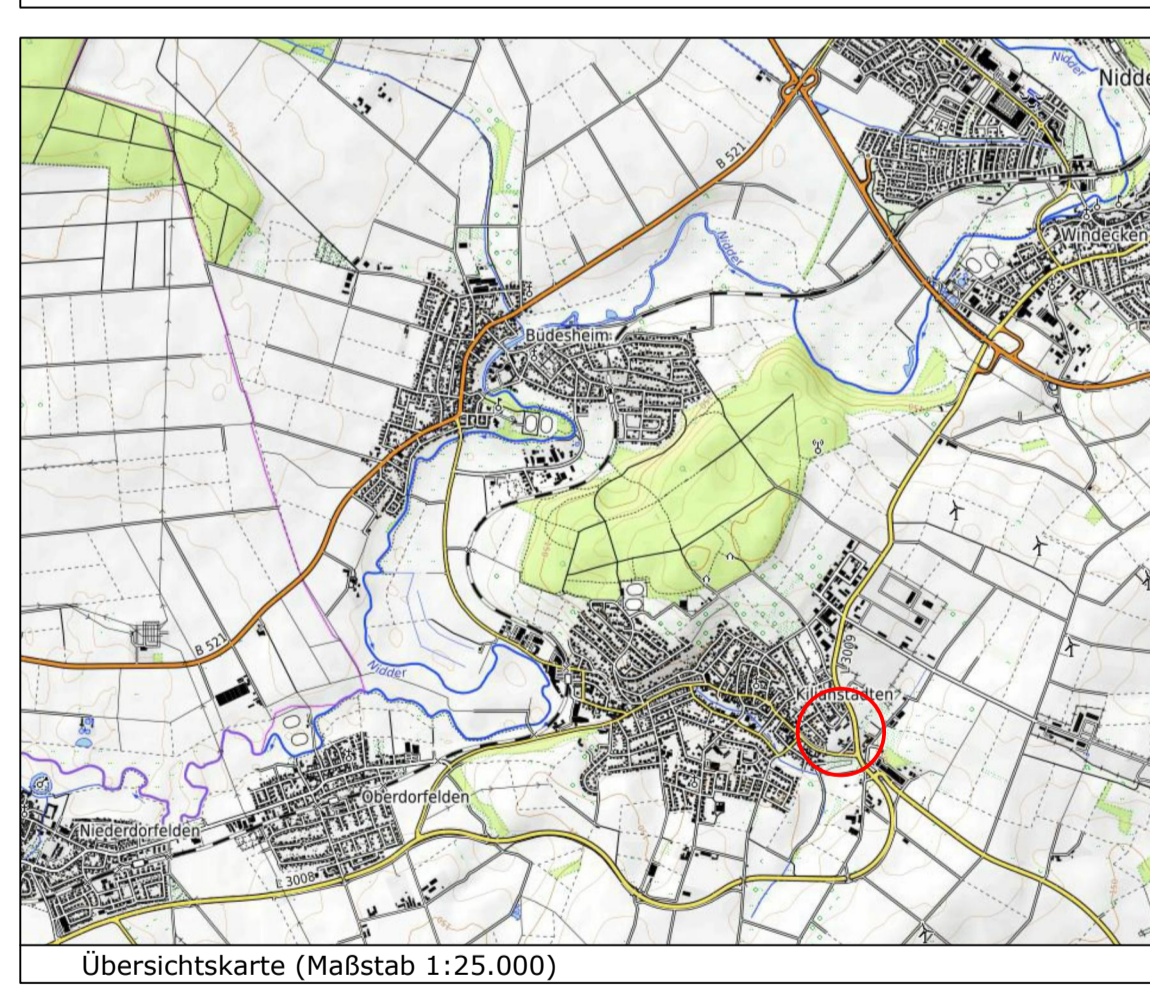 Nidder
Nidde
B 521
Nidder
Windecken
Büdesheim
L 3009
B 521
Nidder
Kilianstädten
Oberdorfelden
Niederdorfelden
L 3008
Übersichtskarte (Maßstab 1:25.000)